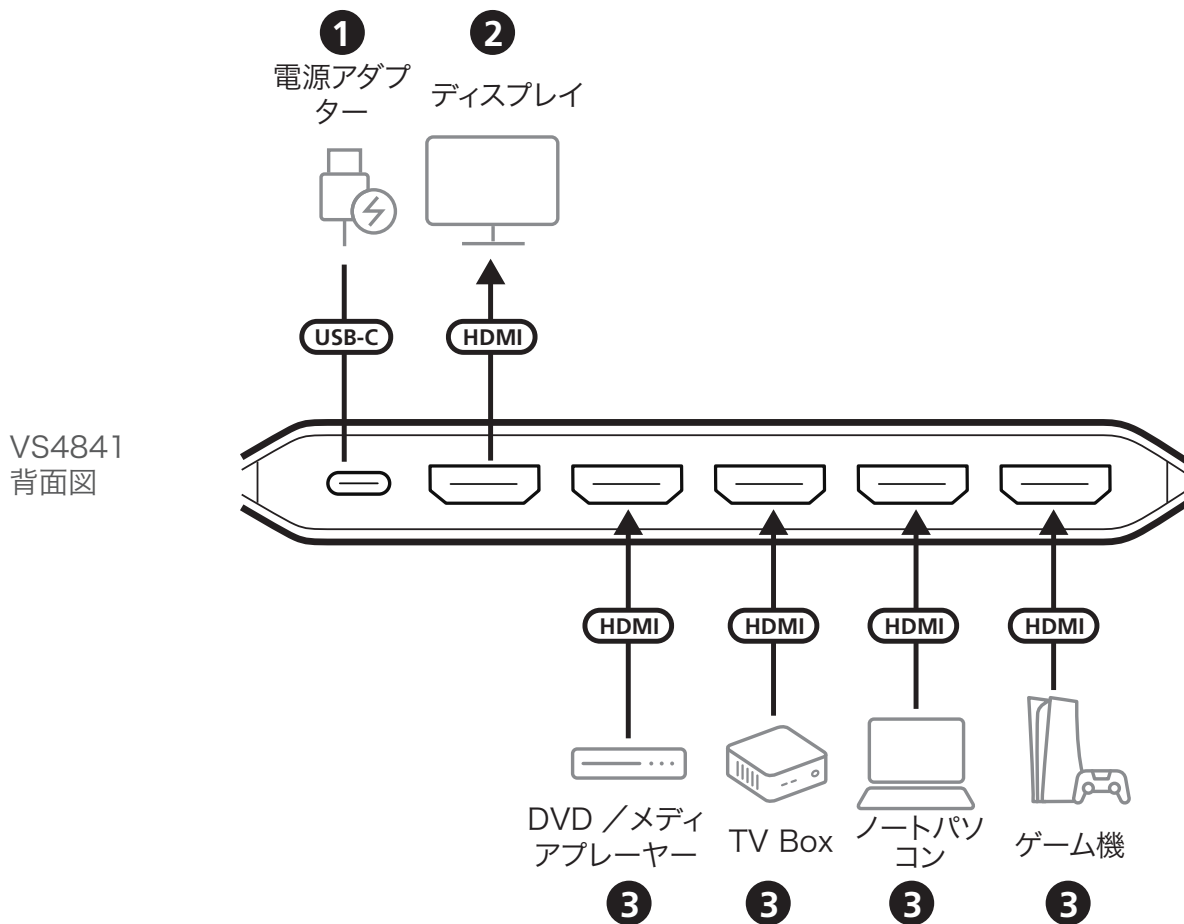 1
2
電源アダプ
ター
ディスプレイ
USB-C
HDMI
VS4841
背面図
HDMI
HDMI
HDMI
HDMI
DVD ／メディ
アプレーヤー
TV Box
ノートパソ
コン
ゲーム機
3
3
3
3